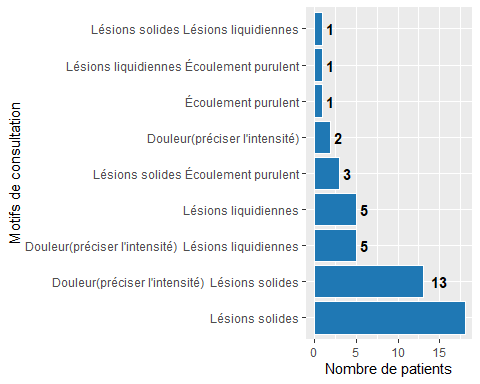 Motifs de consultation
Lésions solides Lésions liquidiennes 1
Lésions liquidiennes Écoulement purulent 1
Écoulement purulent 1
Douleur(préciser l'intensité) 2
Lésions solides Écoulement purulent 3
Lésions liquidiennes 5
Douleur(préciser l'intensité) Lésions liquidiennes 5
Douleur(préciser l'intensité) Lésions solides 13
Lésions solides
0 5 10 15
Nombre de patients